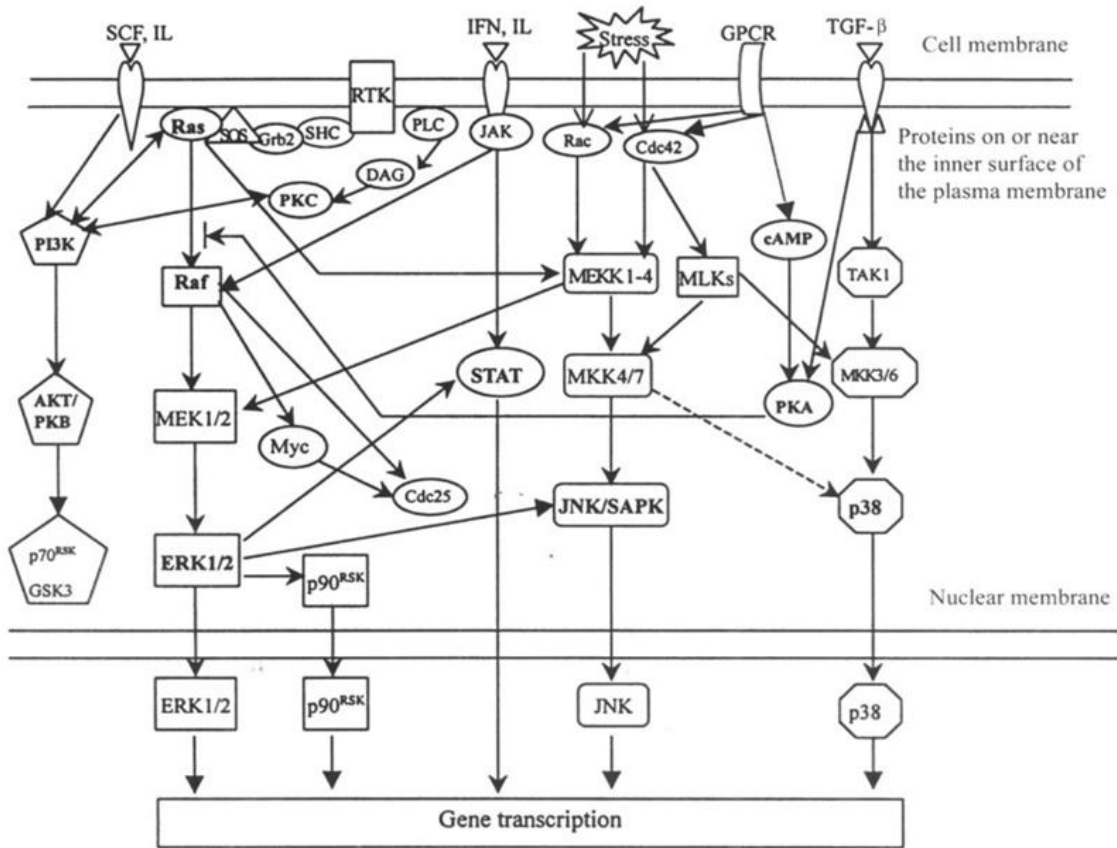 SCF, IL
IFN, IL
Stress
GPCR
TGF-β
Cell membrane
RTK
Ras
SOS
Grb2
SHC
PLC
JAK
Rac
Cdc42
Proteins on or near
the inner surface of
the plasma membrane
DAG
PKC
PI3K
cAMP
Raf
MEKK1-4
MLKs
TAK1
STAT
MKK4/7
MKK3/6
AKT/
PKB
MEK1/2
PKA
Myc
Cdc25
JNK/SAPK
p38
p70RSK
GSK3
ERK1/2
p90RSK
Nuclear membrane
ERK1/2
p90RSK
JNK
p38
Gene transcription